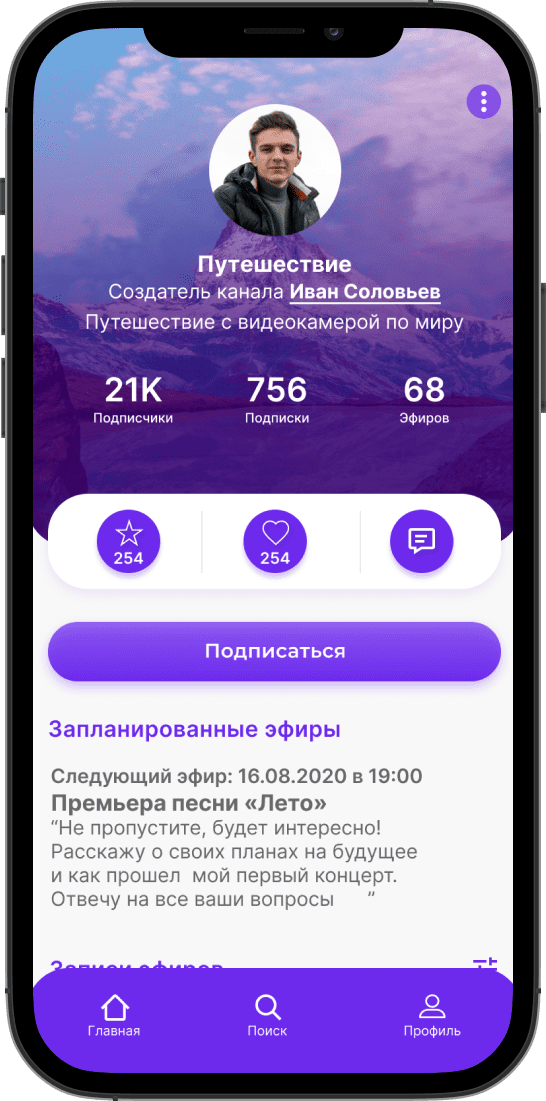 Путешествие
Создатель канала Иван Соловьев
Путешествие с видеокамерой по миру
21K 756 68
Подписчики Подписки Эфиров
254 254
Подписаться
Запланированные эфиры
Следующий эфир: 16.08.2020 в 19:00
Премьера песни «Лето»
“Не пропустите, будет интересно!
Расскажу о своих планах на будущее
и как прошел мой первый концерт.
Отвечу на все ваши вопросы ”
Записи эфиров
Главная Поиск Профиль